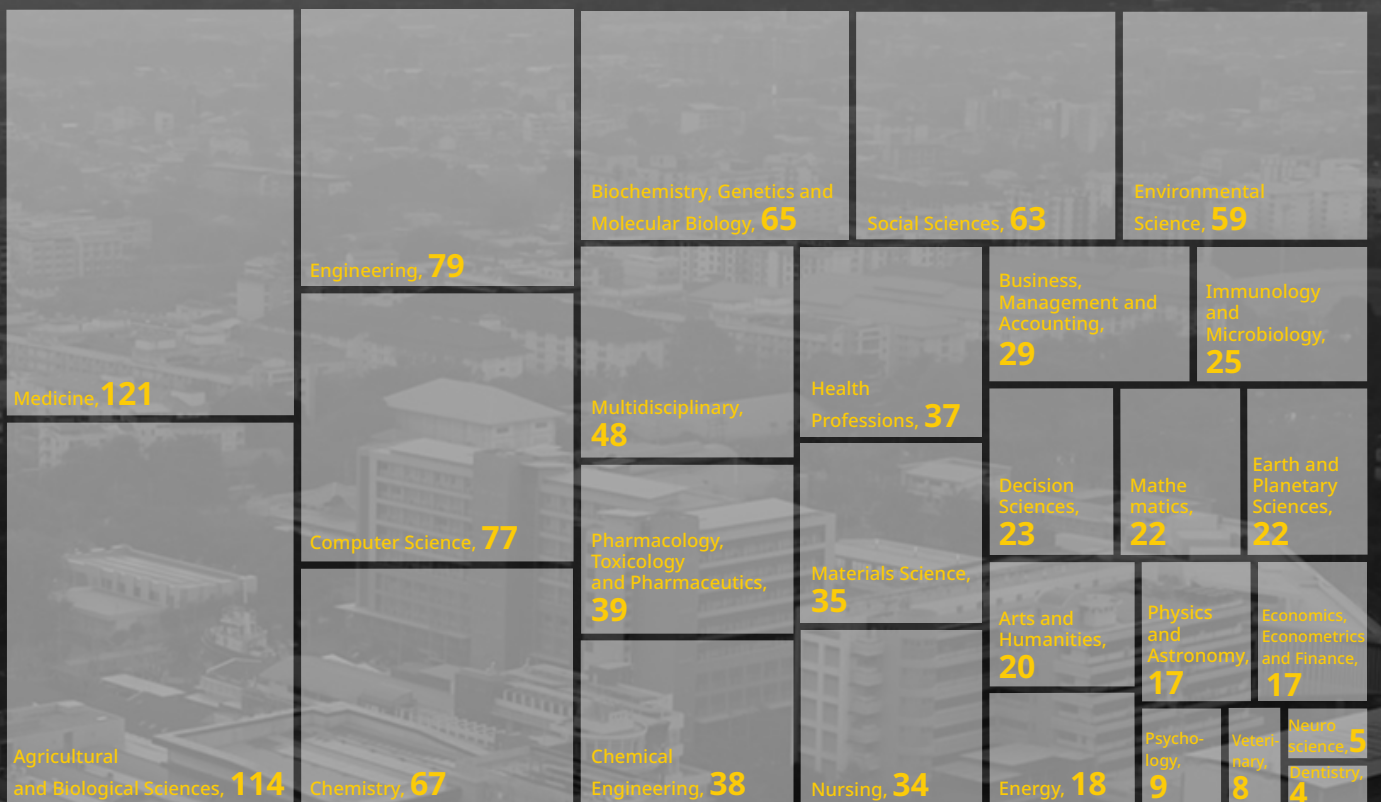 Medicine, 121
Agricultural
and Biological Sciences, 114
Engineering, 79
Computer Science, 77
Chemistry, 67
Biochemistry, Genetics and
Molecular Biology, 65
Social Sciences, 63
Environmental
Science, 59
Multidisciplinary,
48
Pharmacology,
Toxicology
and Pharmaceutics,
39
Chemical
Engineering, 38
Health
Professions, 37
Materials Science,
35
Nursing, 34
Business,
Management and
Accounting,
29
Immunology
and
Microbiology,
25
Decision
Sciences,
23
Mathe
matics,
22
Earth and
Planetary
Sciences,
22
Arts and
Humanities,
20
Energy, 18
Physics
and
Astronomy,
17
Economics,
Econometrics
and Finance,
17
Psycho-
logy,
9
Veteri-
nary,
8
Neuro
science, 5
Dentistry,
4